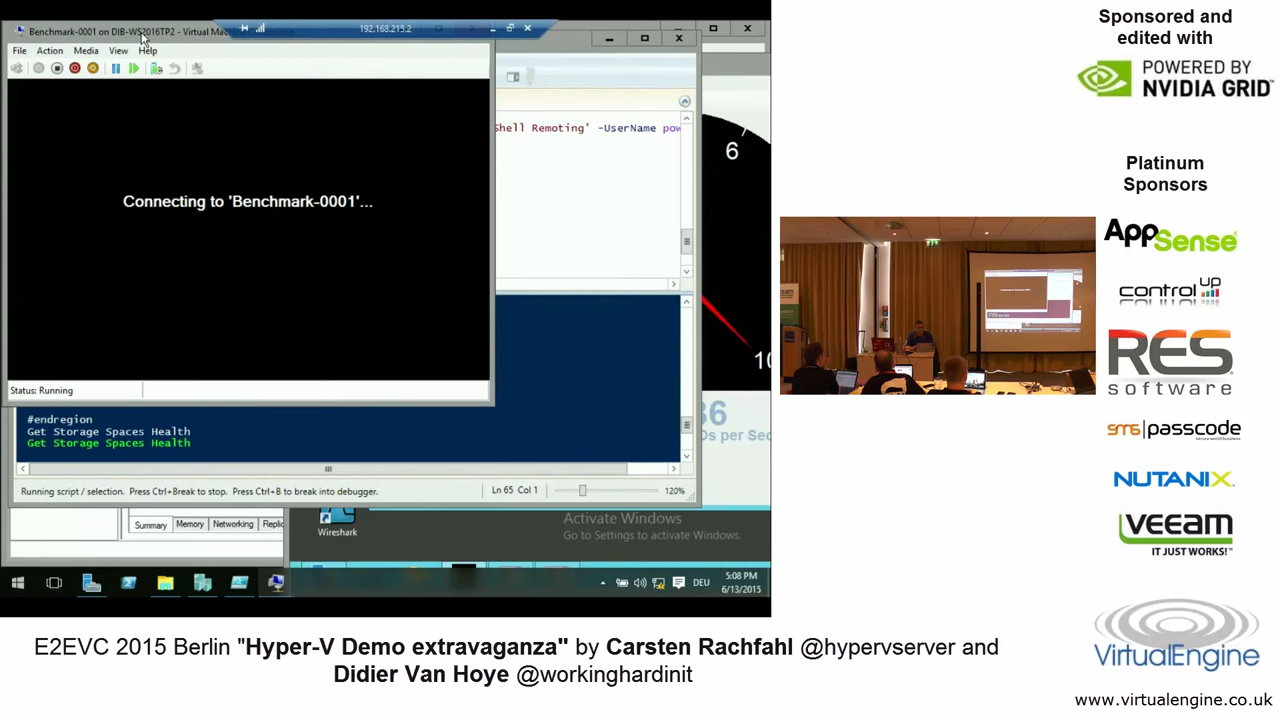 Benchmark-0001 on DIB-WS2016TP2 - Virtual Mac
192.168.215.2
File Action Media View Help
Shell Remoting' -UserName pow
Connecting to 'Benchmark-0001'...
6
10
Status: Running
36
Ds per Sec
#endregion
Get Storage Spaces Health
Get Storage Spaces Health
Running script / selection. Press Ctrl+Break to stop. Press Ctrl+B to break into debugger.
Ln 65 Col 1
120%
Summary Memory Networking Replic
Wireshark
Activate Windows
Go to Settings to activate Windows.
DEU
5:08 PM
6/13/2015
Sponsored and
edited with
POWERED BY
NVIDIA GRID
Platinum
Sponsors
AppSense
control up
RES
software
sms passcode
NUTANIX
VEEAM
IT JUST WORKS!
VirtualEngine
www.virtualengine.co.uk
E2EVC 2015 Berlin "Hyper-V Demo extravaganza" by Carsten Rachfahl @hypervserver and
Didier Van Hoye @workinghardinit